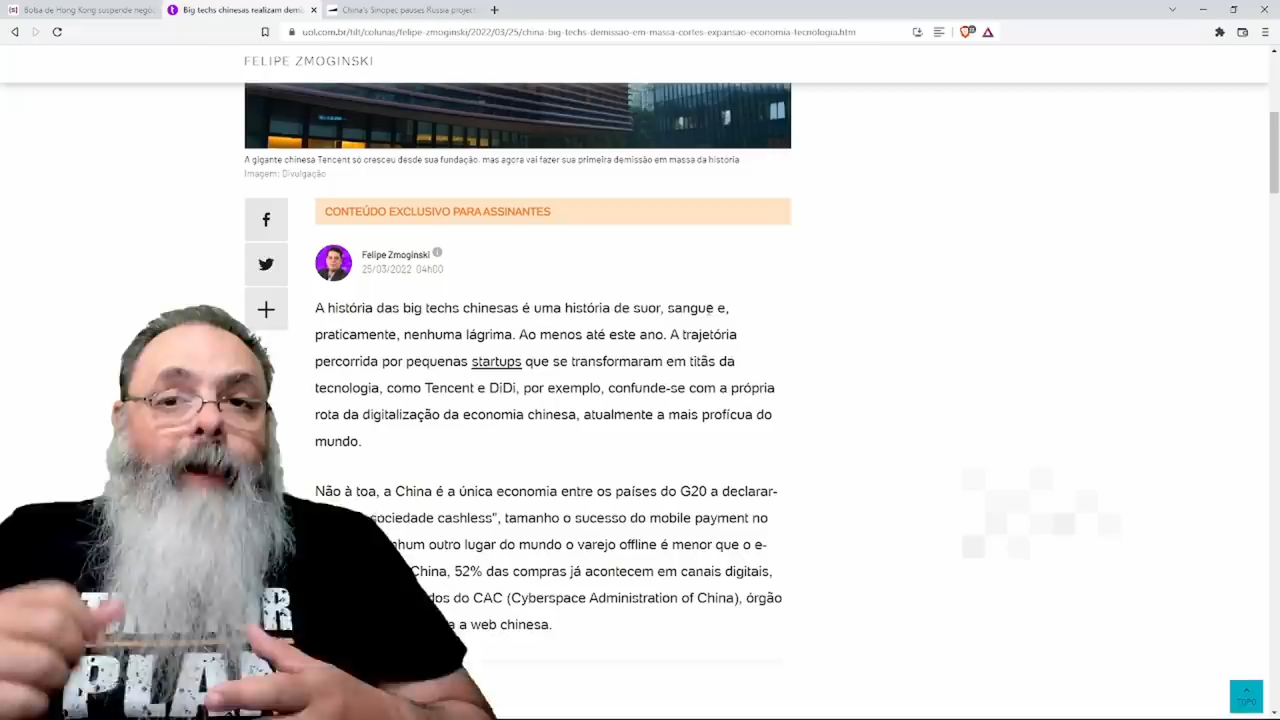 Bolsa de Hong Kong suspende negóc
Big techs chinesas realizam demi
China's Sinopec pauses Russia project
uol.com.br/tilt/colunas/felipe-zmoginski/2022/03/25/china-big-techs-demissao-em-massa-cortes-expansao-economia-tecnologia.htm
FELIPE ZMOGINSKI
A gigante chinesa Tencent só cresceu desde sua fundação, mas agora vai fazer sua primeira demissão em massa da história
Imagem: Divulgação
CONTEÚDO EXCLUSIVO PARA ASSINANTES
Felipe Zmoginski
25/03/2022 04h00
A história das big techs chinesas é uma história de suor, sangue e,
praticamente, nenhuma lágrima. Ao menos até este ano. A trajetória
percorrida por pequenas startups que se transformaram em titãs da
tecnologia, como Tencent e DiDi, por exemplo, confunde-se com a própria
rota da digitalização da economia chinesa, atualmente a mais profícua do
mundo.
Não à toa, a China é a única economia entre os países do G20 a declarar-
sociedade cashless", tamanho o sucesso do mobile payment no
nhum outro lugar do mundo o varejo offline é menor que o e-
China, 52% das compras já acontecem em canais digitais,
dos do CAC (Cyberspace Administration of China), órgão
a a web chinesa.
PLA
TOPO